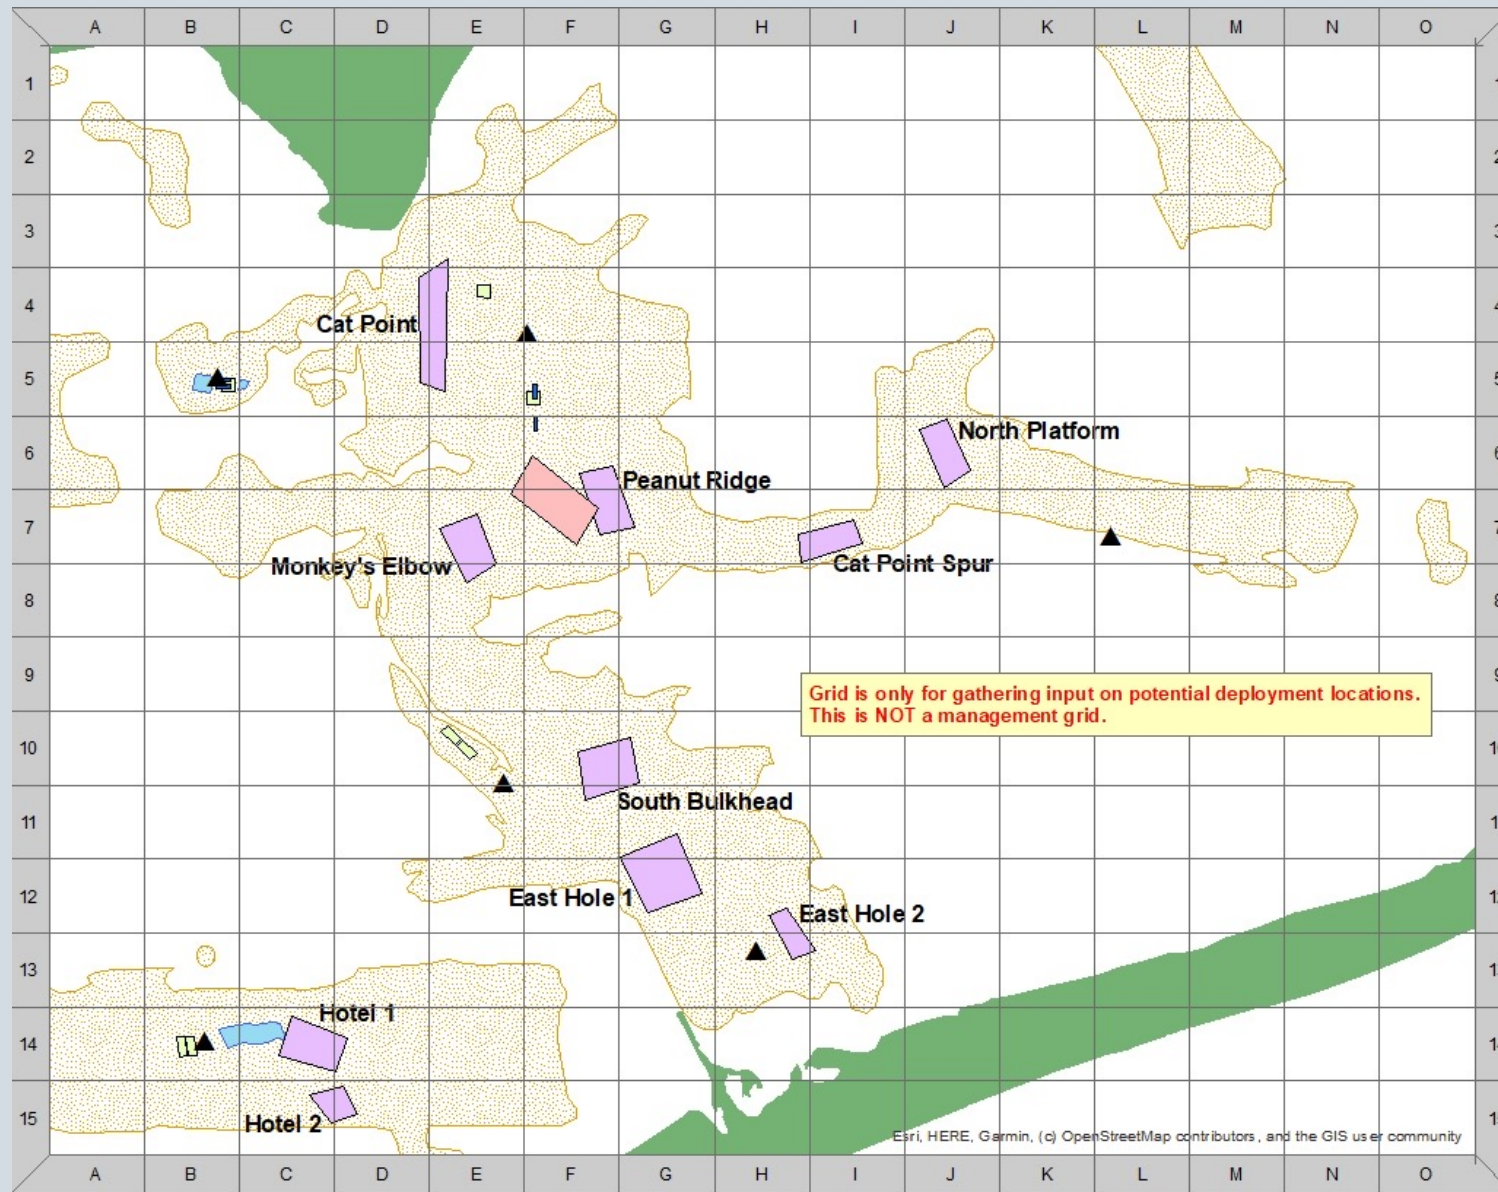 A B C D E F G H I J K L M N O
1
2
3
4
Cat Point
5
North Platform
6
Peanut Ridge
7
Monkey's Elbow
Cat Point Spur
8
9
Grid is only for gathering input on potential deployment locations.
This is NOT a management grid.
10
South Bulkhead
11
East Hole 1
12
East Hole 2
13
Hotel 1
14
Hotel 2
15
Esri, HERE, Garmin, (c) OpenStreetMap contributors, and the GIS user community
A B C D E F G H I J K L M N O